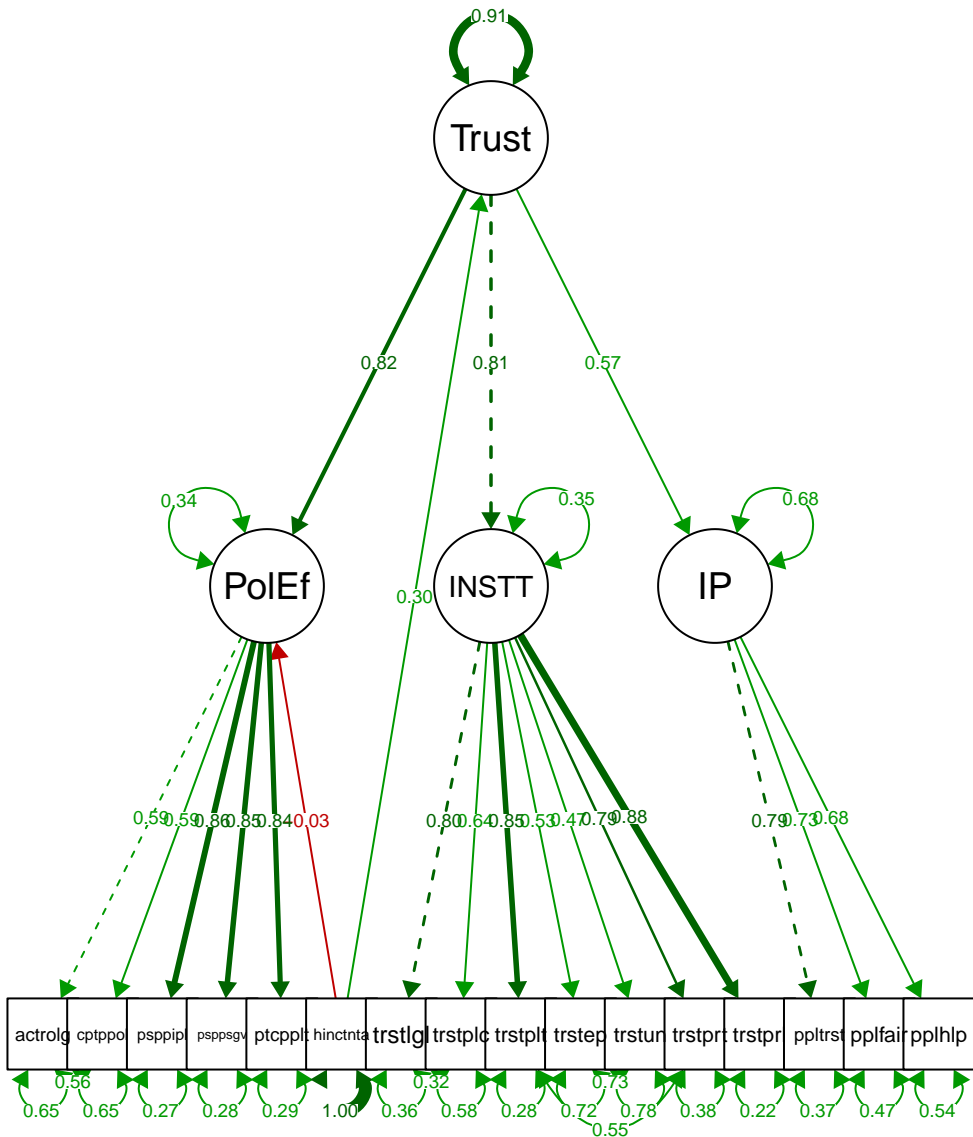 0.91
Trust
0.82 0.81 0.57
0.34 0.35 0.68
PolEf INSTT IP
0.30
0.59 0.59 0.86 0.85 0.84 -0.03 0.80 0.64 0.85 0.53 0.47 0.79 0.88 0.79 0.73 0.68
actrolg cptppol psppipl psppsgv ptcpplt hinctnta trstlgl trstplc trstplt trstep trstun trstprt trstprl ppltrst pplfair pplhlp
0.56 0.32 0.73
0.65 0.65 0.27 0.28 0.29 1.00 0.36 0.58 0.28 0.72 0.78 0.38 0.22 0.37 0.47 0.54
0.55